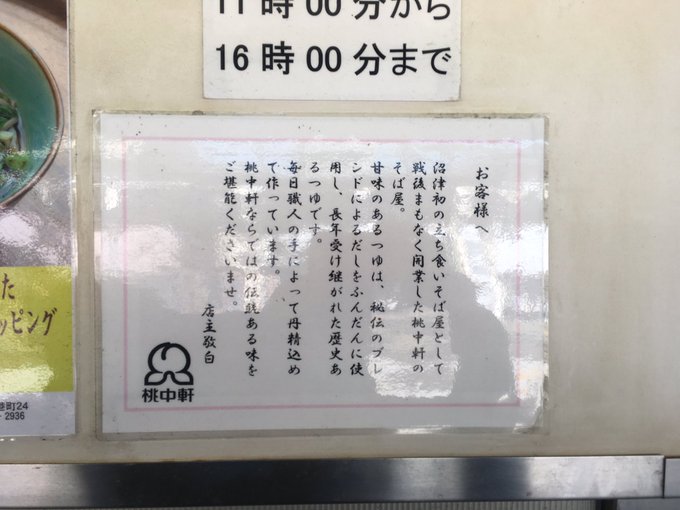 11時00分から
16時00分まで
お客様へ
沼津初の立ち食いそば屋として
戦後まもなく開業した桃中軒の
そば屋。
甘味のあるつゆは、秘伝のブレ
ンドによるだしをふんだんに使
用し、長年受け継がれた歴史あ
るつゆです。
毎日職人の手によって丹精込め
て作っています。
桃中軒ならではの伝統ある味を
ご堪能くださいませ。
店主敬白
桃中軒
た
ッピング
町24
2936